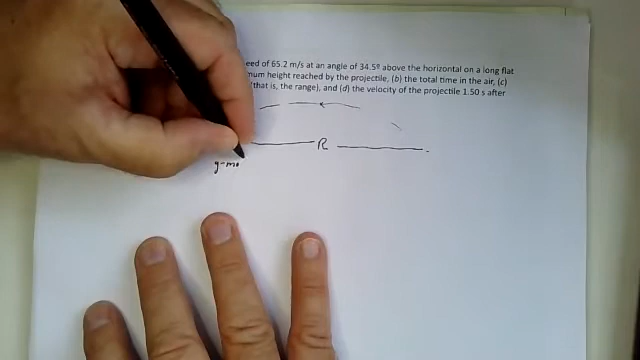 eed of 65.2 m/s at an angle of 34.5º above the horizontal on a long flat
mum height reached by the projectile, (b) the total time in the air, (c)
(that is, the range), and (d) the velocity of the projectile 1.50 s after
R
y-mo